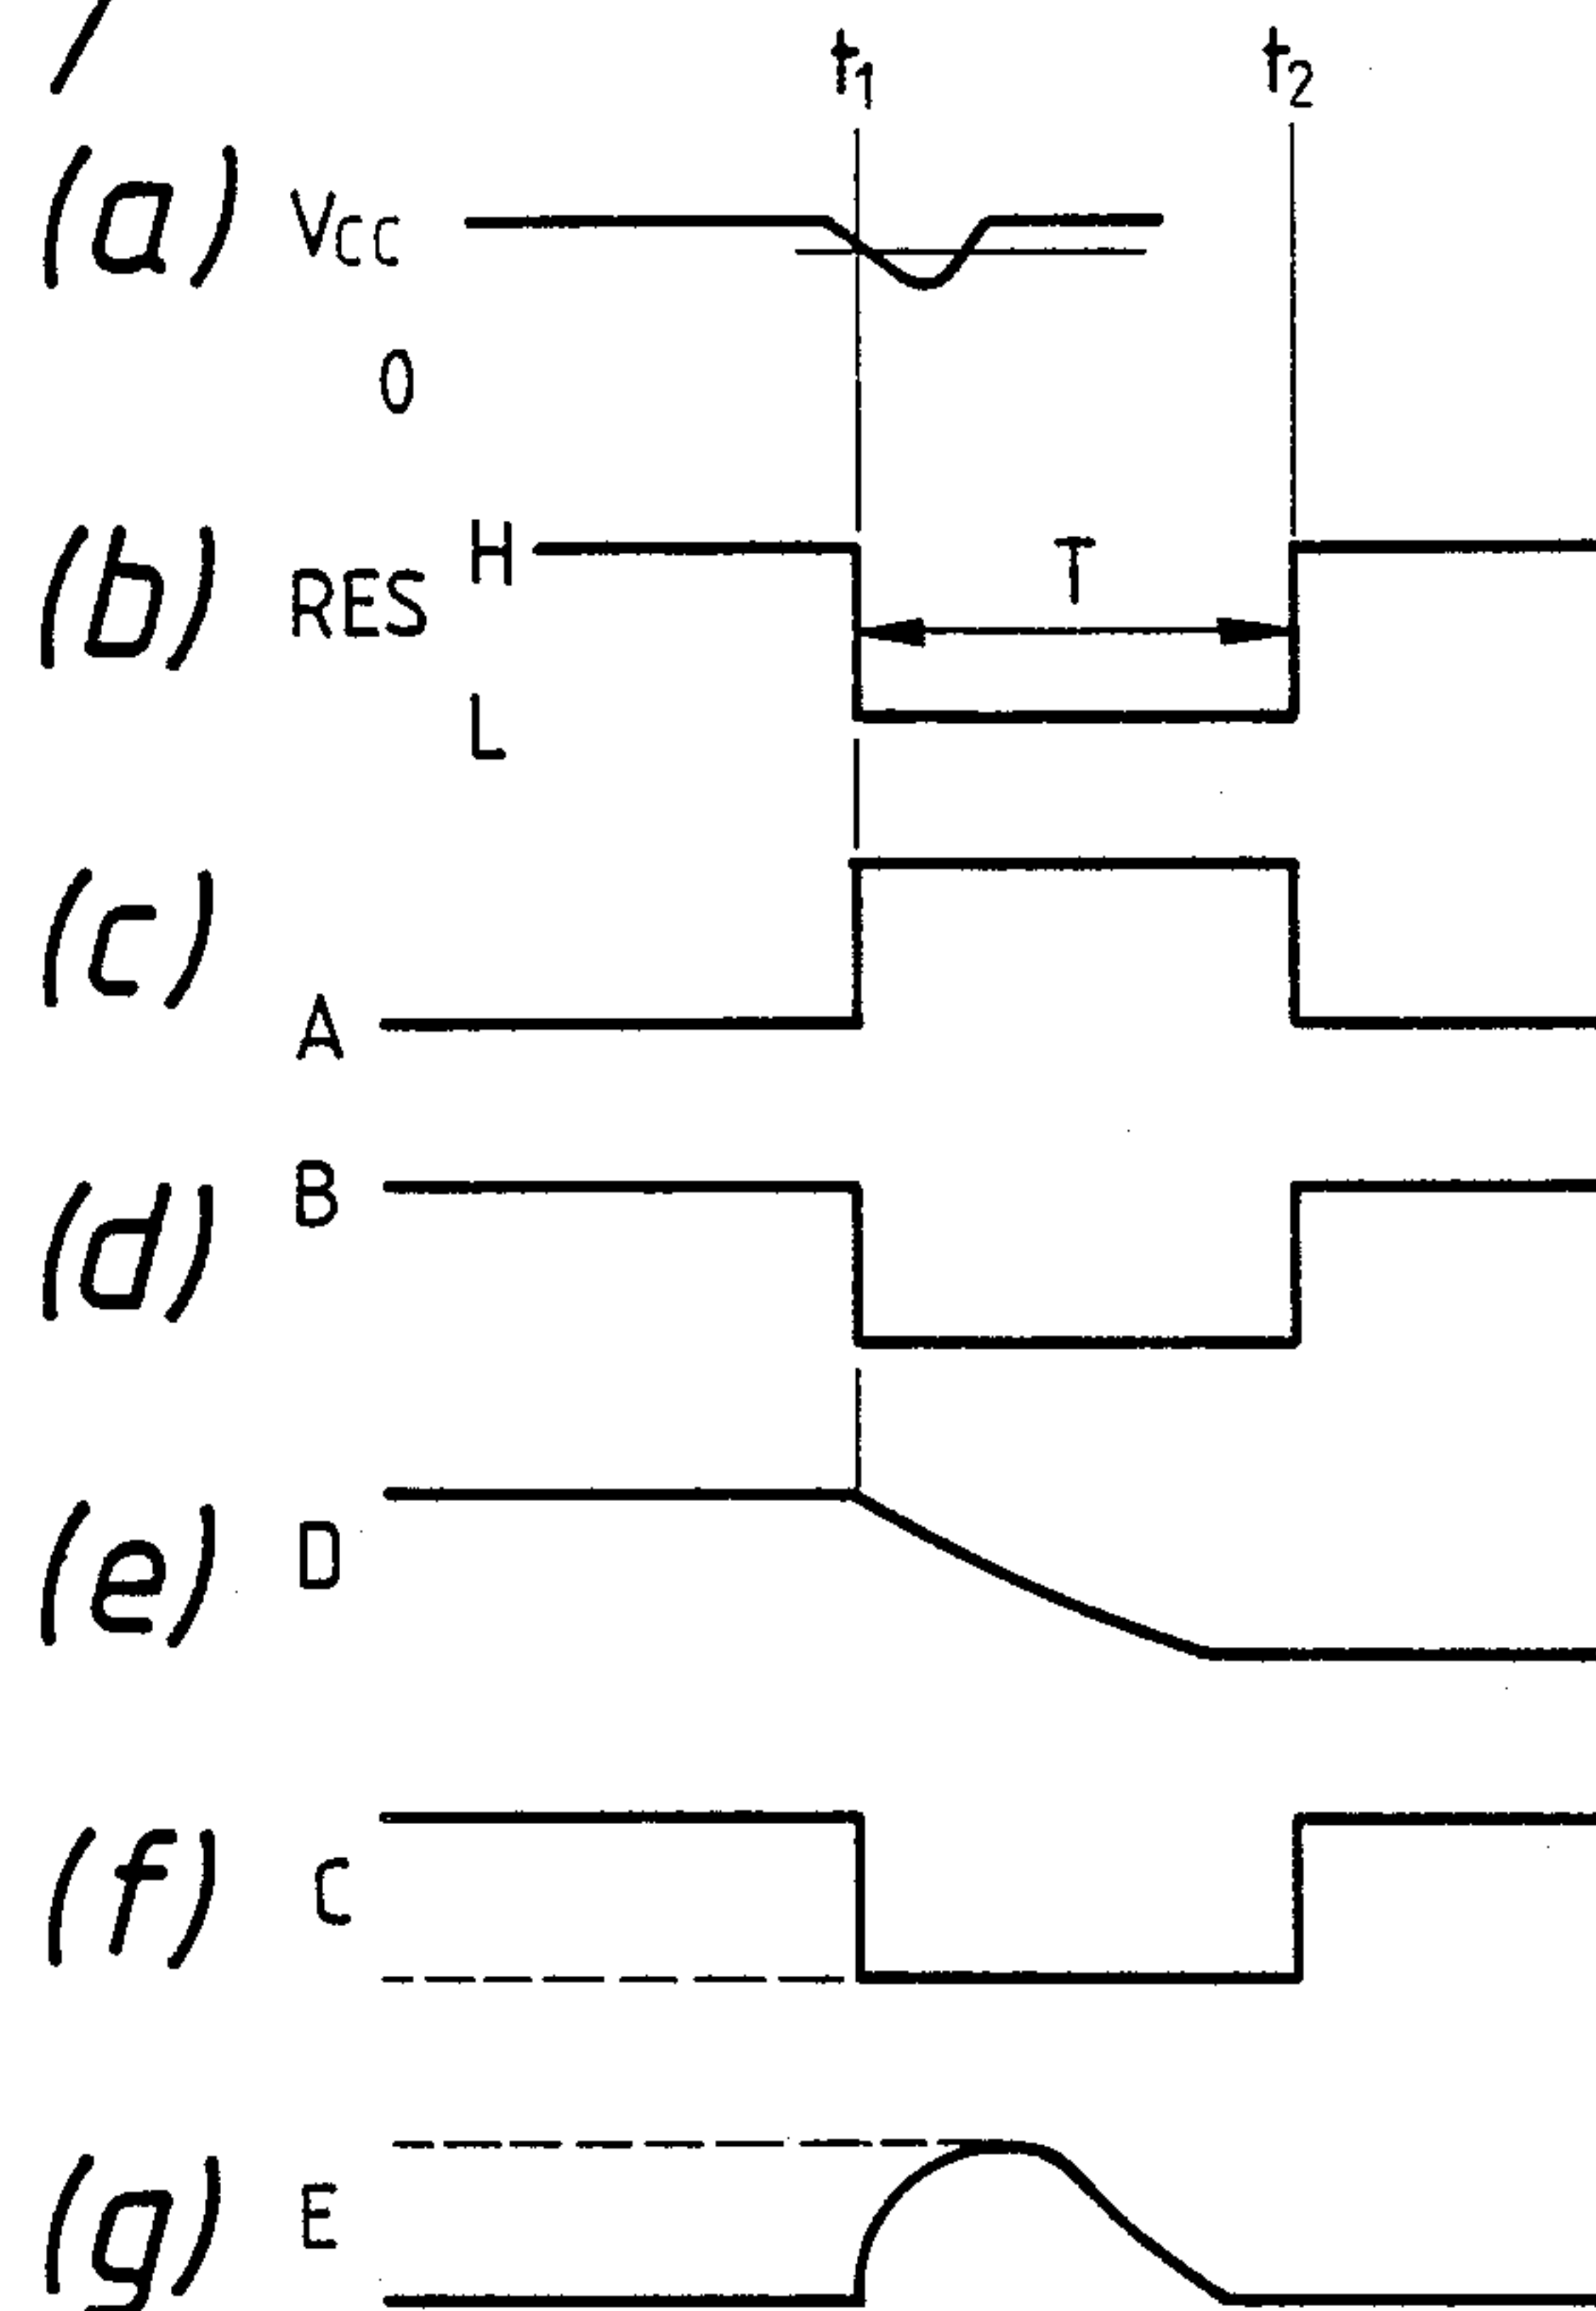 t1 t2
(a) VCC
0
(b) RES H T
L
(c) A
(d) B
(e) D
(f) C
(g) E